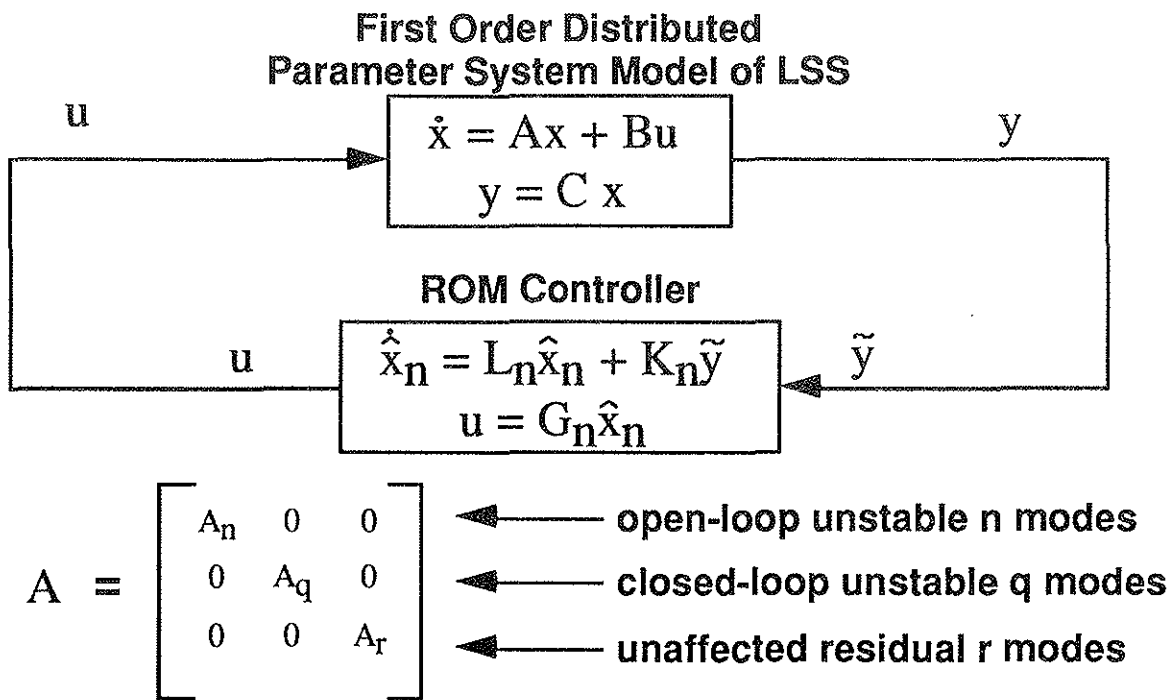 First Order Distributed
Parameter System Model of LSS
u
y
ẋ = Ax + Bu
y = C x
ROM Controller
u
ỹ
x̂̇ₙ = Lₙx̂ₙ + Kₙỹ
u = Gₙx̂ₙ
A =
Aₙ 0 0
open-loop unstable n modes
0 A_q 0
closed-loop unstable q modes
0 0 Aᵣ
unaffected residual r modes